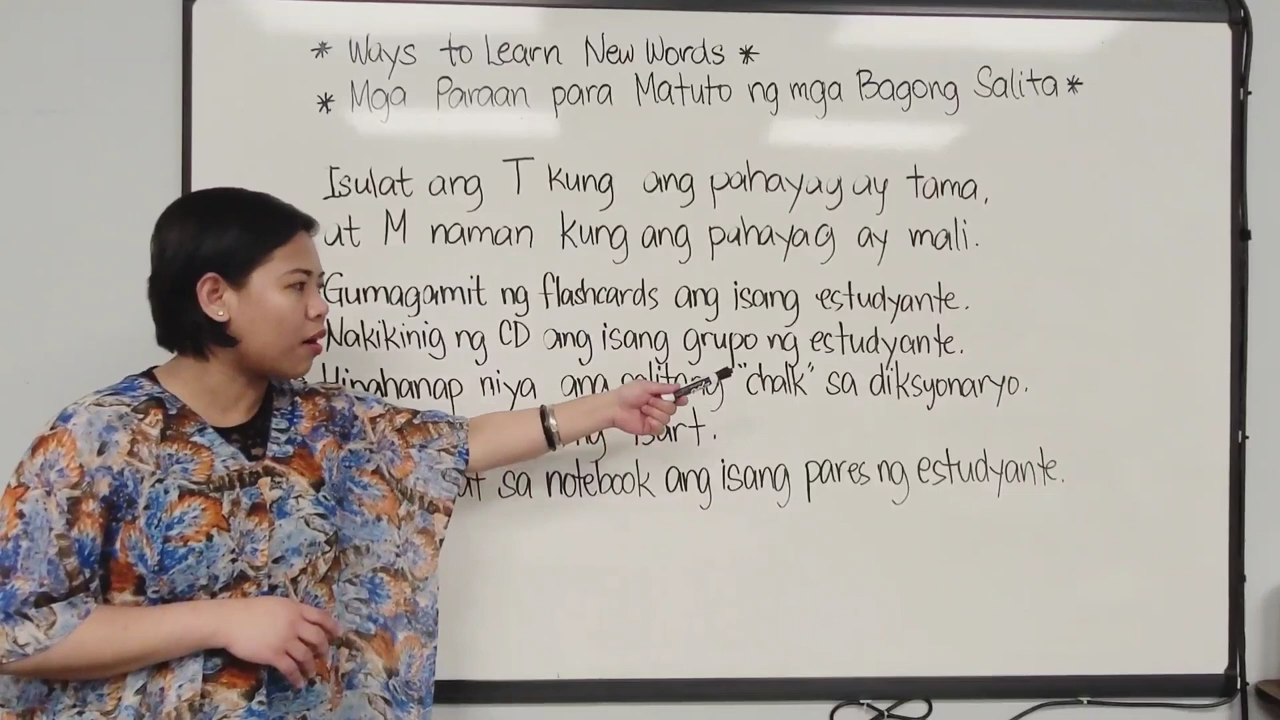 * Ways to Learn New Words *
* Mga Paraan para Matuto ng mga Bagong Salita *
Isulat ang T kung ang pahayag ay tama,
at M naman kung ang pahayag ay mali.
Gumagamit ng flashcards ang isang estudyante.
Nakikinig ng CD ang isang grupo ng estudyante.
Hinahanap niya ang salitang "chalk" sa diksyonaryo.
sa notebook ang isang pares ng estudyante.